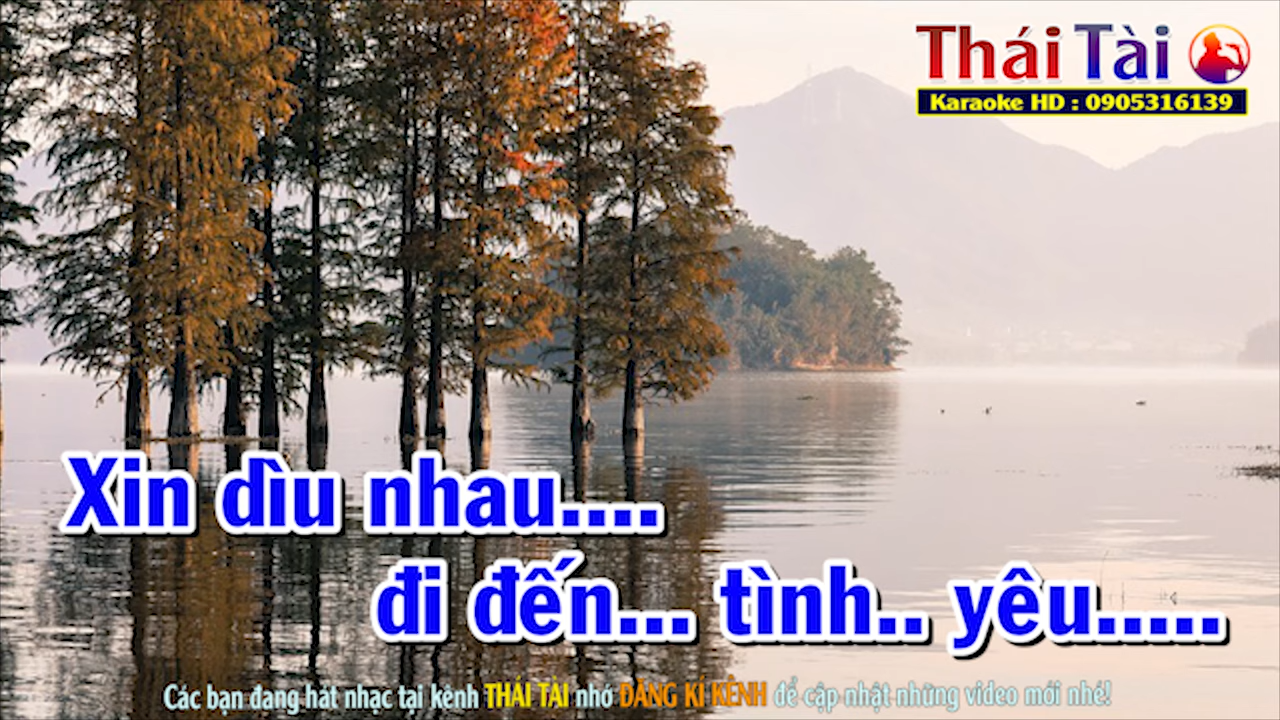 Thái Tài
Karaoke HD : 0905316139
Xin dìu nhau....
đi đến... tình.. yêu.....
Các bạn đang hát nhạc tại kênh THÁI TÀI nhớ ĐĂNG KÍ KÊNH để cập nhật những video mới nhé!